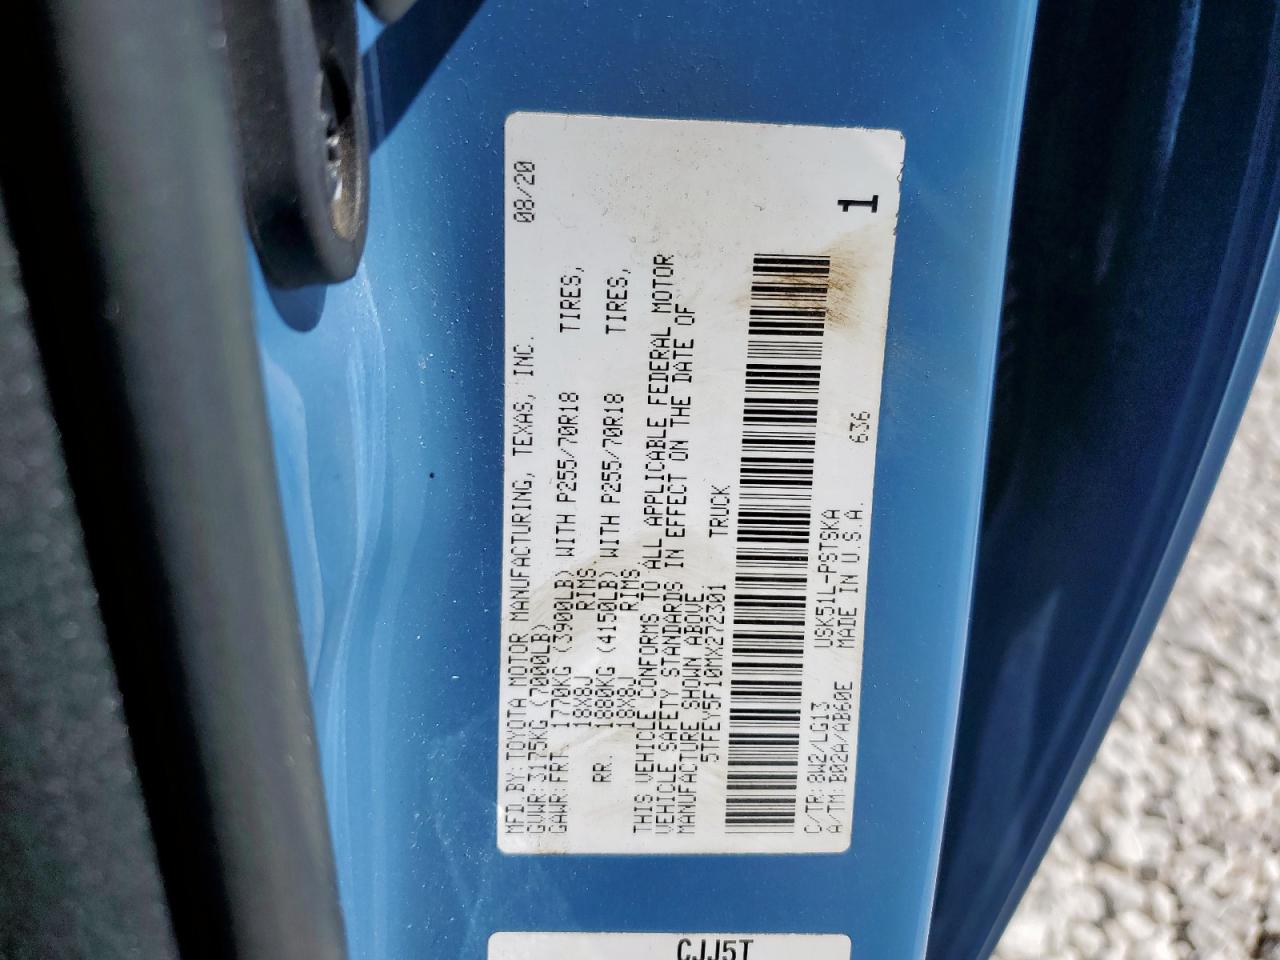 MFD BY: TOYOTA MOTOR MANUFACTURING, TEXAS, INC. 08/20
GVWR: 3175KG (7000LB)
GAWR: FRT. 1770KG (3900LB) WITH P255/70R18 TIRES,
18X8J RIMS
RR. 1880KG (4150LB) WITH P255/70R18 TIRES,
18X8J RIMS
THIS VEHICLE CONFORMS TO ALL APPLICABLE FEDERAL MOTOR
VEHICLE SAFETY STANDARDS IN EFFECT ON THE DATE OF
MANUFACTURE SHOWN ABOVE.
5TFEY5F10MX272301 TRUCK
1
C/TR: 8W2/LG13 USK51L-PSTSKA
A/TM: B02A/AB60E MADE IN U.S.A. 636
CJJ5T